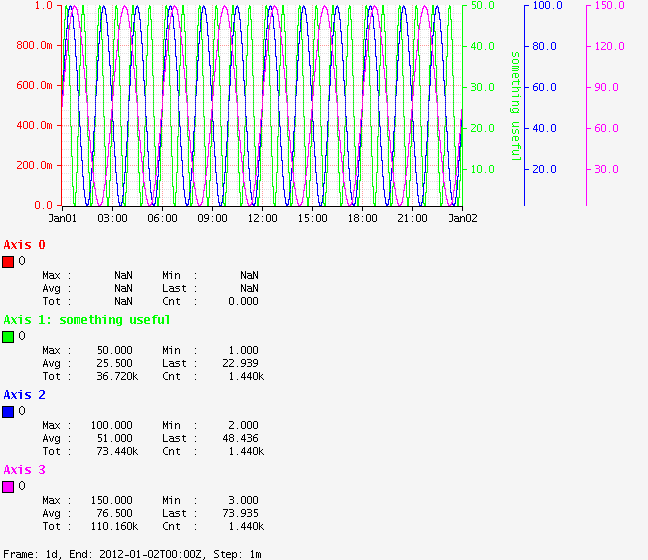 1.0
800.0m
600.0m
400.0m
200.0m
0.0
Jan01 03:00 06:00 09:00 12:00 15:00 18:00 21:00 Jan02
50.0
40.0
30.0
20.0
10.0
something useful
100.0
80.0
60.0
40.0
20.0
150.0
120.0
90.0
60.0
30.0
Axis 0
0
Max : NaN Min : NaN
Avg : NaN Last : NaN
Tot : NaN Cnt : 0.000
Axis 1: something useful
0
Max : 50.000 Min : 1.000
Avg : 25.500 Last : 22.939
Tot : 36.720k Cnt : 1.440k
Axis 2
0
Max : 100.000 Min : 2.000
Avg : 51.000 Last : 48.436
Tot : 73.440k Cnt : 1.440k
Axis 3
0
Max : 150.000 Min : 3.000
Avg : 76.500 Last : 73.935
Tot : 110.160k Cnt : 1.440k
Frame: 1d, End: 2012-01-02T00:00Z, Step: 1m